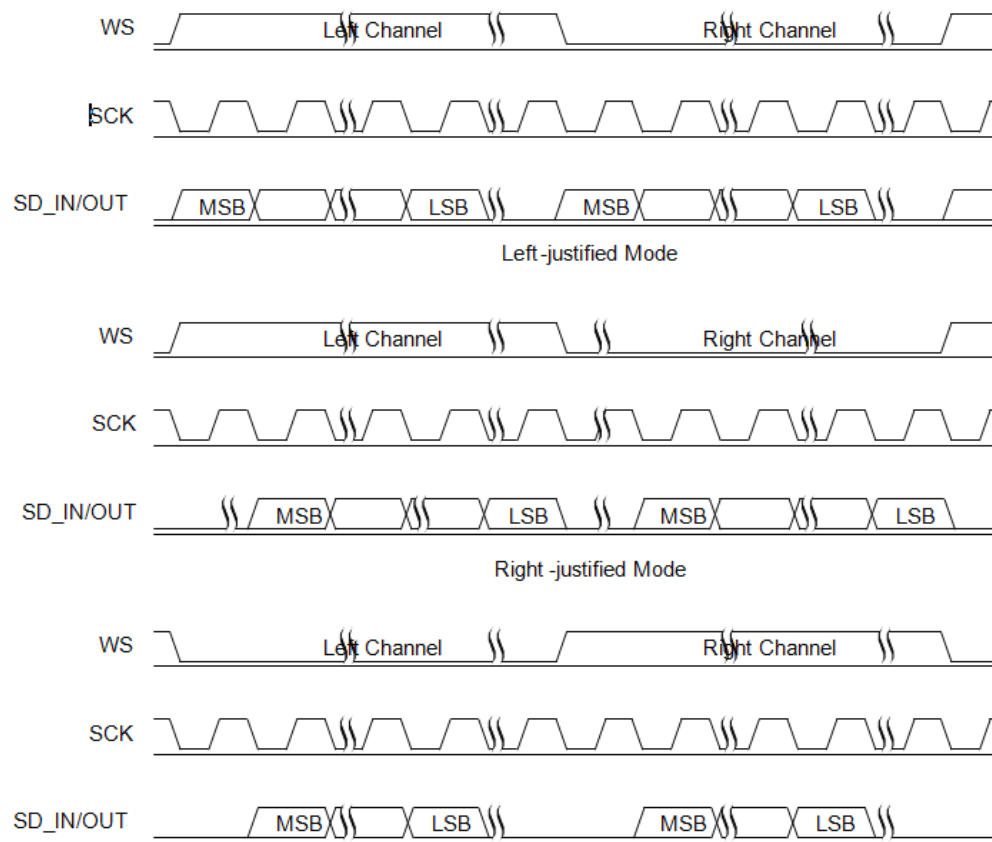 WS Left Channel Right Channel
SCK
SD_IN/OUT MSB LSB MSB LSB
Left-justified Mode
WS Left Channel Right Channel
SCK
SD_IN/OUT MSB LSB MSB LSB
Right -justified Mode
WS Left Channel Right Channel
SCK
SD_IN/OUT MSB LSB MSB LSB